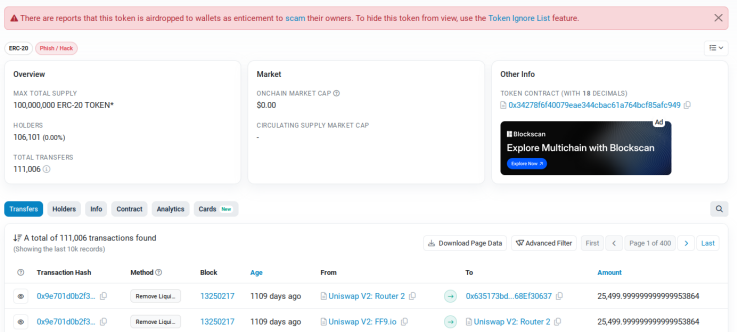 There are reports that this token is airdropped to wallets as enticement to scam their owners. To hide this token from view, use the Token Ignore List feature.
ERC-20 Phish / Hack
Overview
MAX TOTAL SUPPLY
100,000,000 ERC-20 TOKEN*
HOLDERS
106,101 (0.00%)
TOTAL TRANSFERS
111,006
Market
ONCHAIN MARKET CAP
$0.00
CIRCULATING SUPPLY MARKET CAP
-
Other Info
TOKEN CONTRACT (WITH 18 DECIMALS)
0x34278f6f40079eae344cbac61a764bcf85afc949
Ad
Blockscan
Explore Multichain with Blockscan
Explore Now
Transfers Holders Info Contract Analytics Cards New
A total of 111,006 transactions found
(Showing the last 10k records)
Download Page Data Advanced Filter First Page 1 of 400 Last
Transaction Hash Method Block Age From To Amount
0x9e701d0b2f3... Remove Liqui... 13250217 1109 days ago Uniswap V2: Router 2 0x635173bd...68Ef30637 25,499.999999999999953864
0x9e701d0b2f3... Remove Liqui... 13250217 1109 days ago Uniswap V2: FF9.io Uniswap V2: Router 2 25,499.999999999999953864